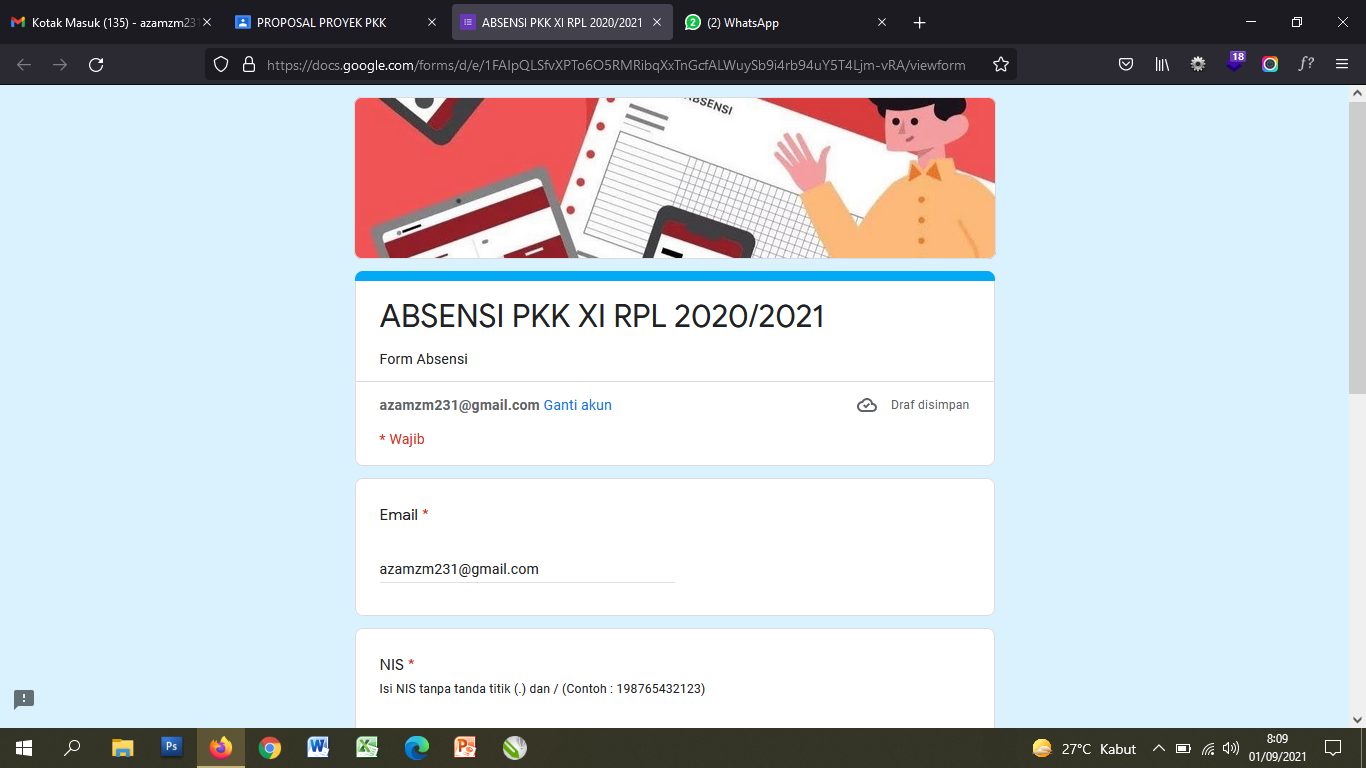 Kotak Masuk (135) - azamzm231
PROPOSAL PROYEK PKK
ABSENSI PKK XI RPL 2020/2021
(2) WhatsApp
https://docs.google.com/forms/d/e/1FAIpQLSfvXPTo6O5RMRibqXxTnGcfALWuySb9i4rb94uY5T4Ljm-vRA/viewform
18
f?
ABSENSI
ABSENSI PKK XI RPL 2020/2021
Form Absensi
azamzm231@gmail.com Ganti akun
Draf disimpan
* Wajib
Email *
azamzm231@gmail.com
NIS *
Isi NIS tanpa tanda titik (.) dan / (Contoh : 198765432123)
Ps
27°C Kabut
8:09
01/09/2021